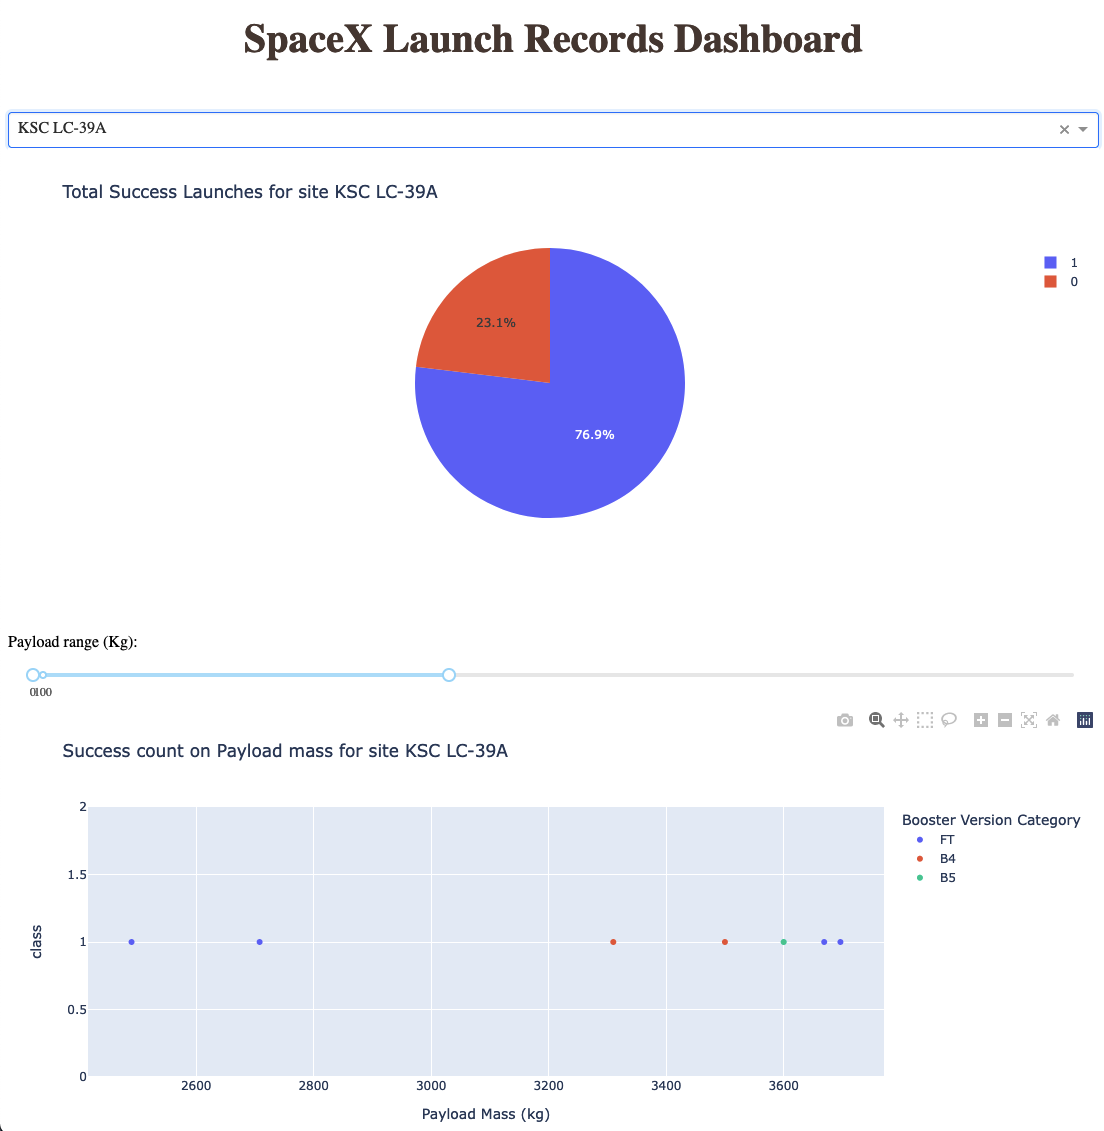 SpaceX Launch Records Dashboard
KSC LC-39A
Total Success Launches for site KSC LC-39A
1
0
23.1%
76.9%
Payload range (Kg):
0100
Success count on Payload mass for site KSC LC-39A
Booster Version Category
FT
B4
B5
2
1.5
1
0.5
0
class
2600 2800 3000 3200 3400 3600
Payload Mass (kg)